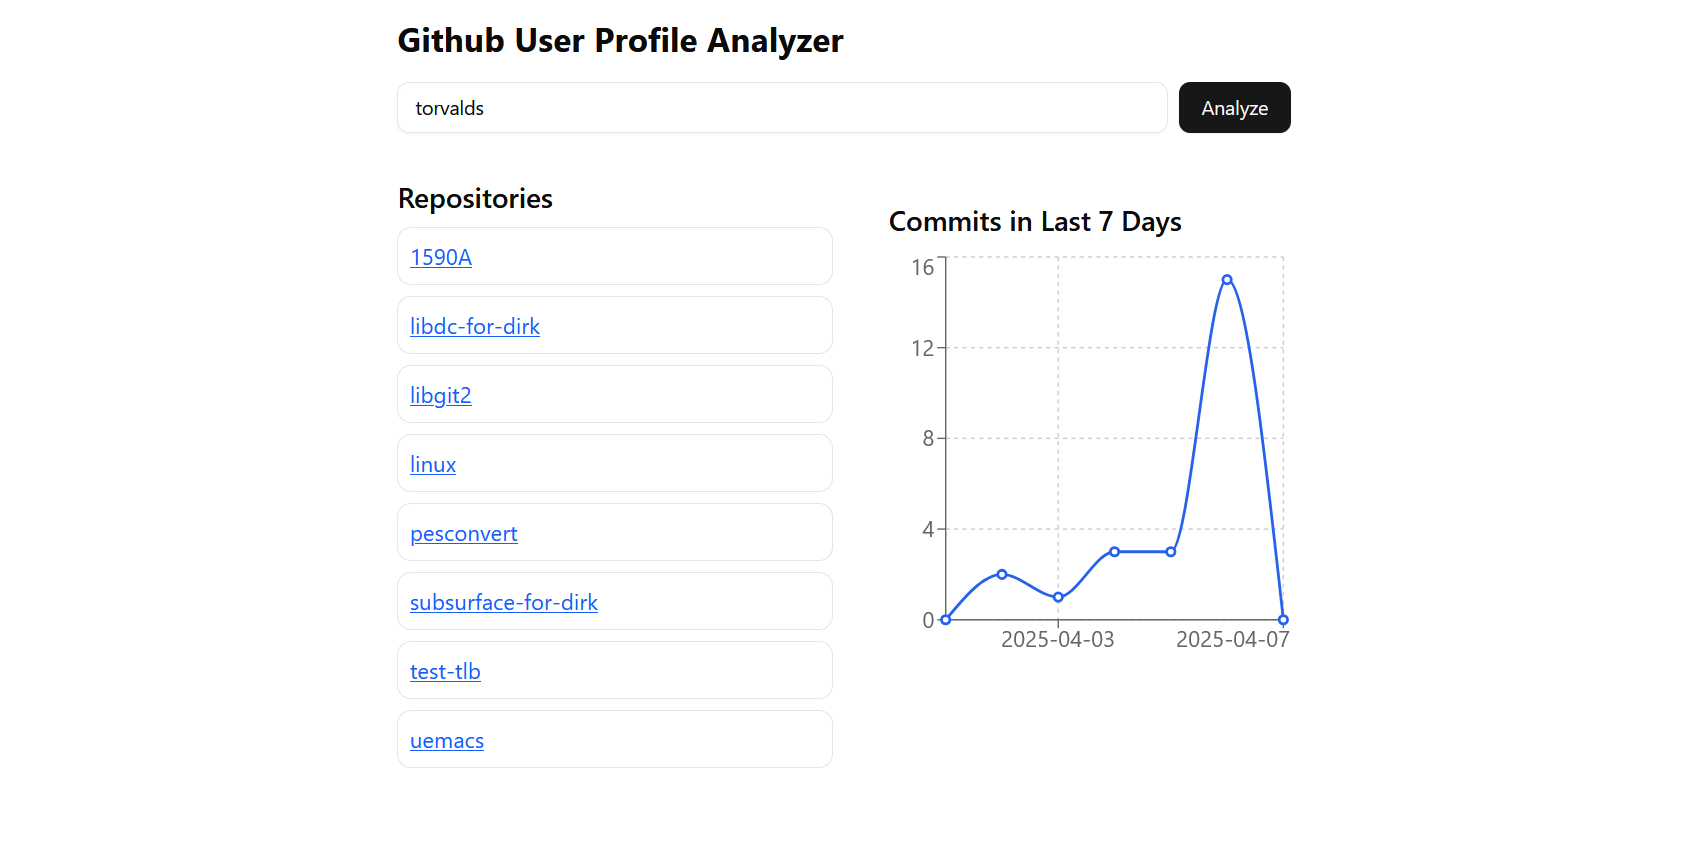 Github User Profile Analyzer
torvalds
Analyze
Repositories
1590A
libdc-for-dirk
libgit2
linux
pesconvert
subsurface-for-dirk
test-tlb
uemacs
Commits in Last 7 Days
16
12
8
4
0
2025-04-03 2025-04-07